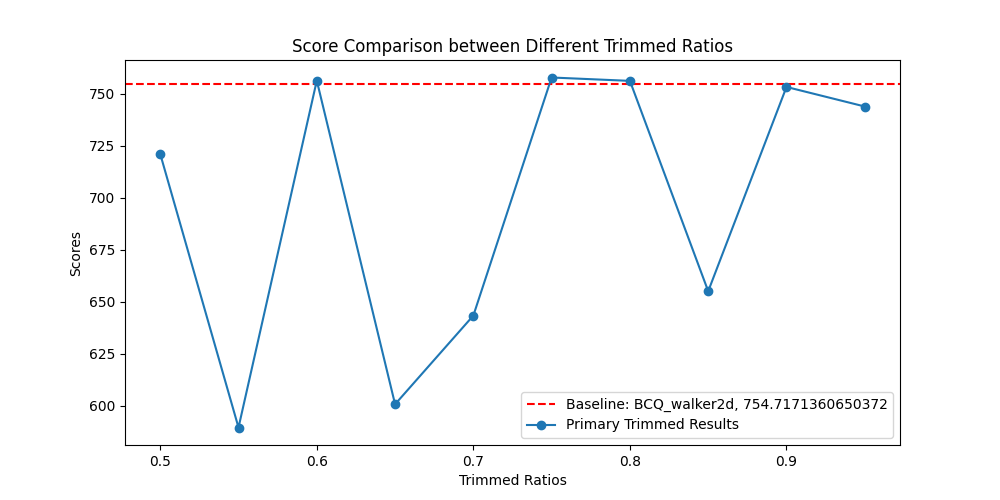 Score Comparison between Different Trimmed Ratios
750
725
700
675
650
625
600
Scores
Baseline: BCQ_walker2d, 754.7171360650372
Primary Trimmed Results
0.5 0.6 0.7 0.8 0.9
Trimmed Ratios